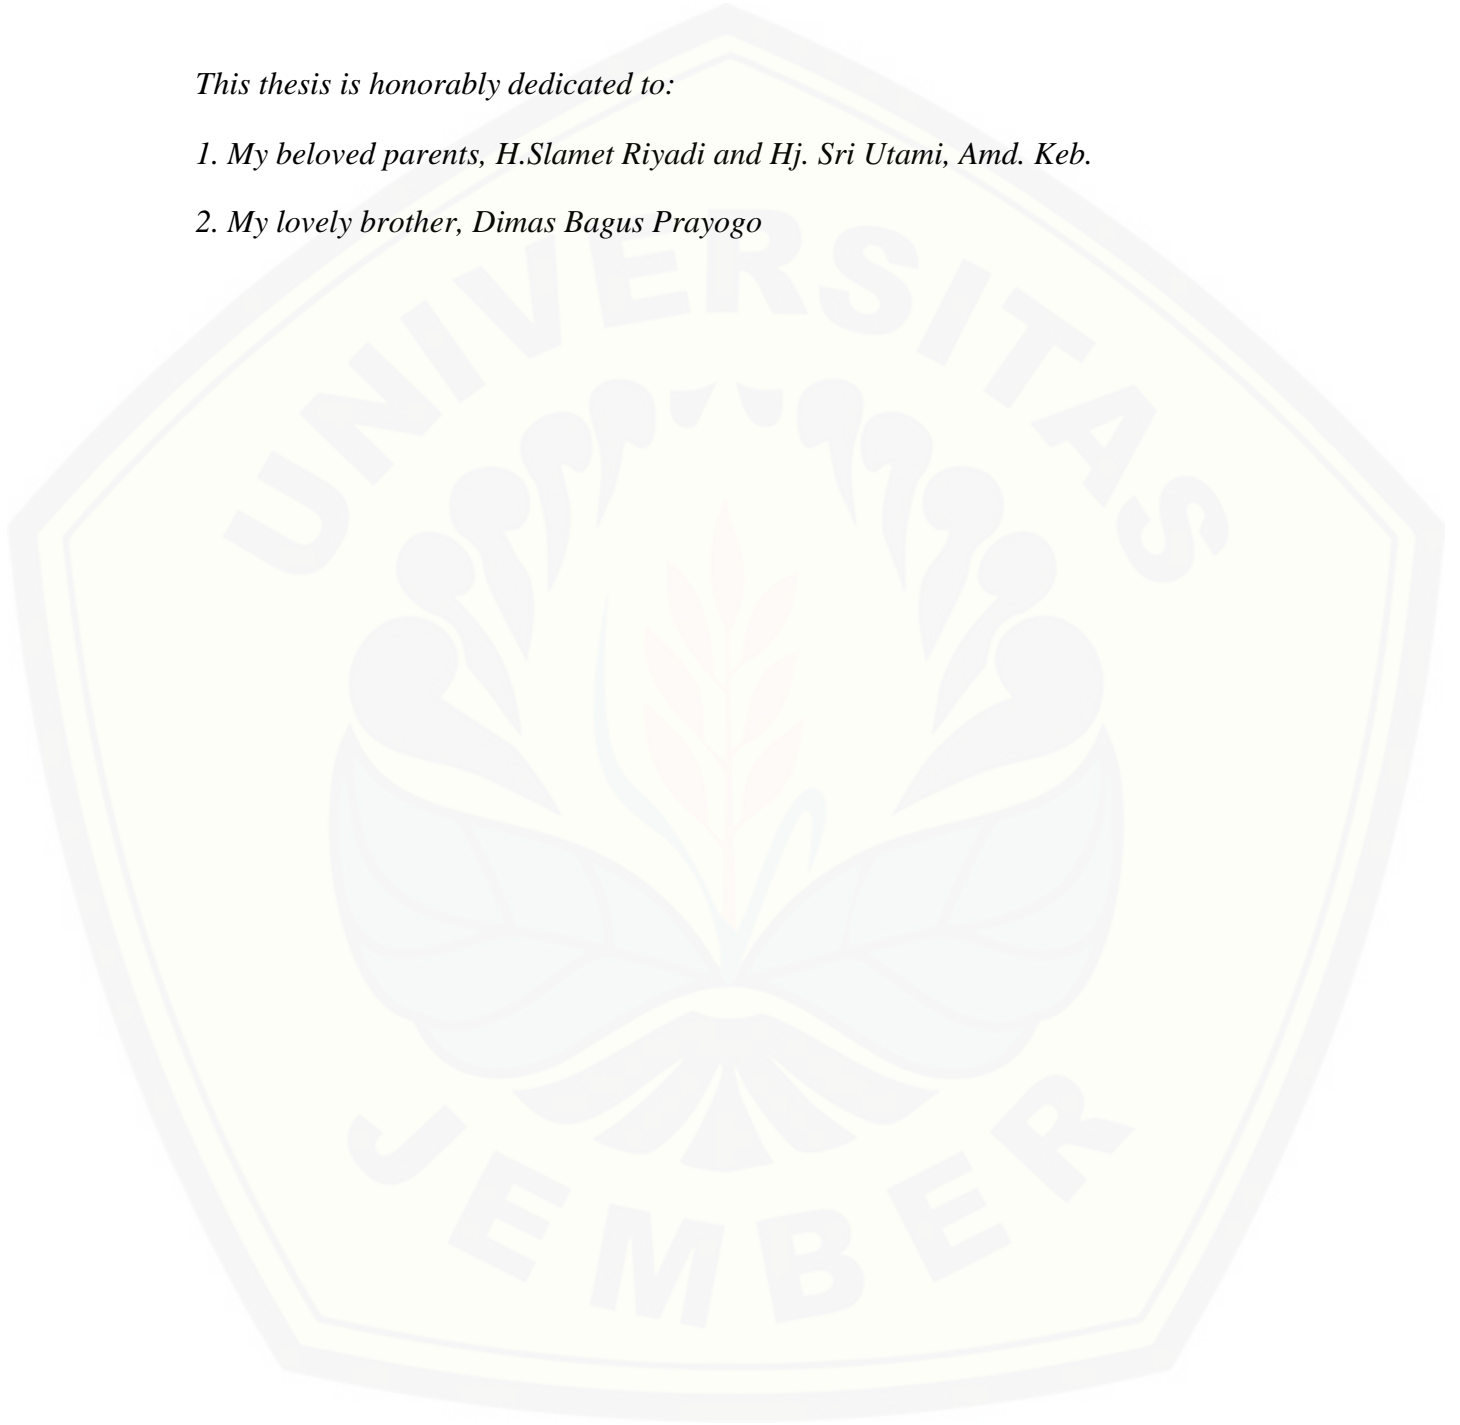 This thesis is honorably dedicated to:
1. My beloved parents, H.Slamet Riyadi and Hj. Sri Utami, Amd. Keb.
2. My lovely brother, Dimas Bagus Prayogo
UNIVERSITAS
JEMBER